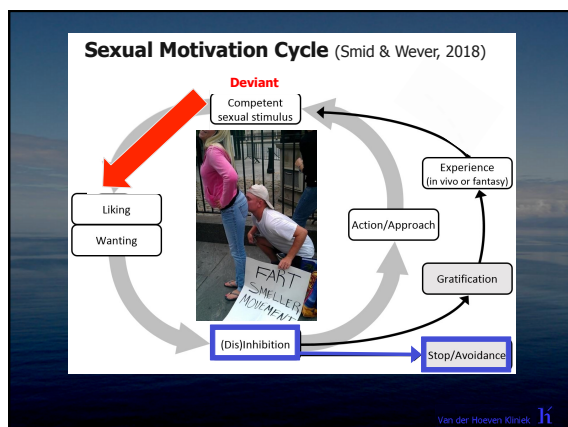 Sexual Motivation Cycle (Smid & Wever, 2018)
Deviant
Competent
sexual stimulus
Liking
Wanting
FART
SMELLER
MOVEMENT
Action/Approach
Experience
(in vivo or fantasy)
Gratification
(Dis)Inhibition
Stop/Avoidance
Van der Hoeven Kliniek